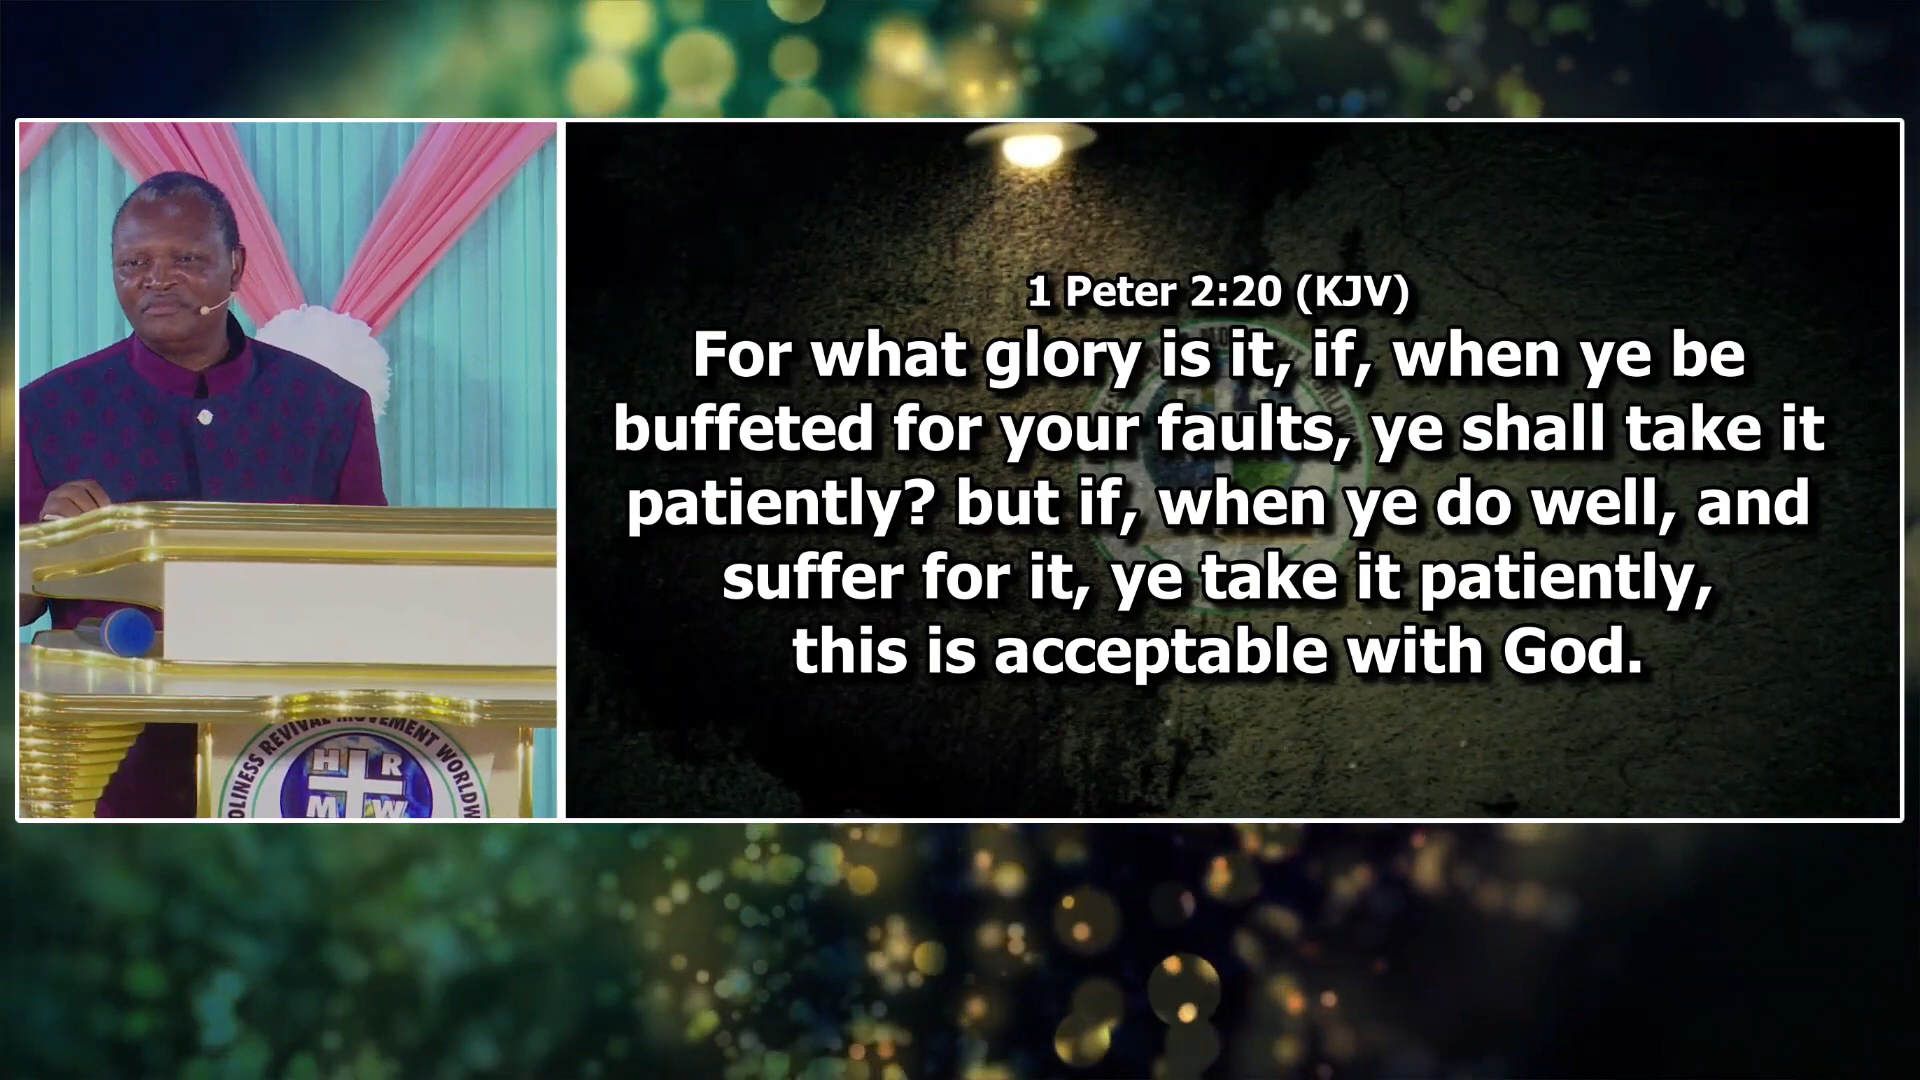 1 Peter 2:20 (KJV)
For what glory is it, if, when ye be
buffeted for your faults, ye shall take it
patiently? but if, when ye do well, and
suffer for it, ye take it patiently,
this is acceptable with God.
REVIVAL MOVEMENT
H R
M W